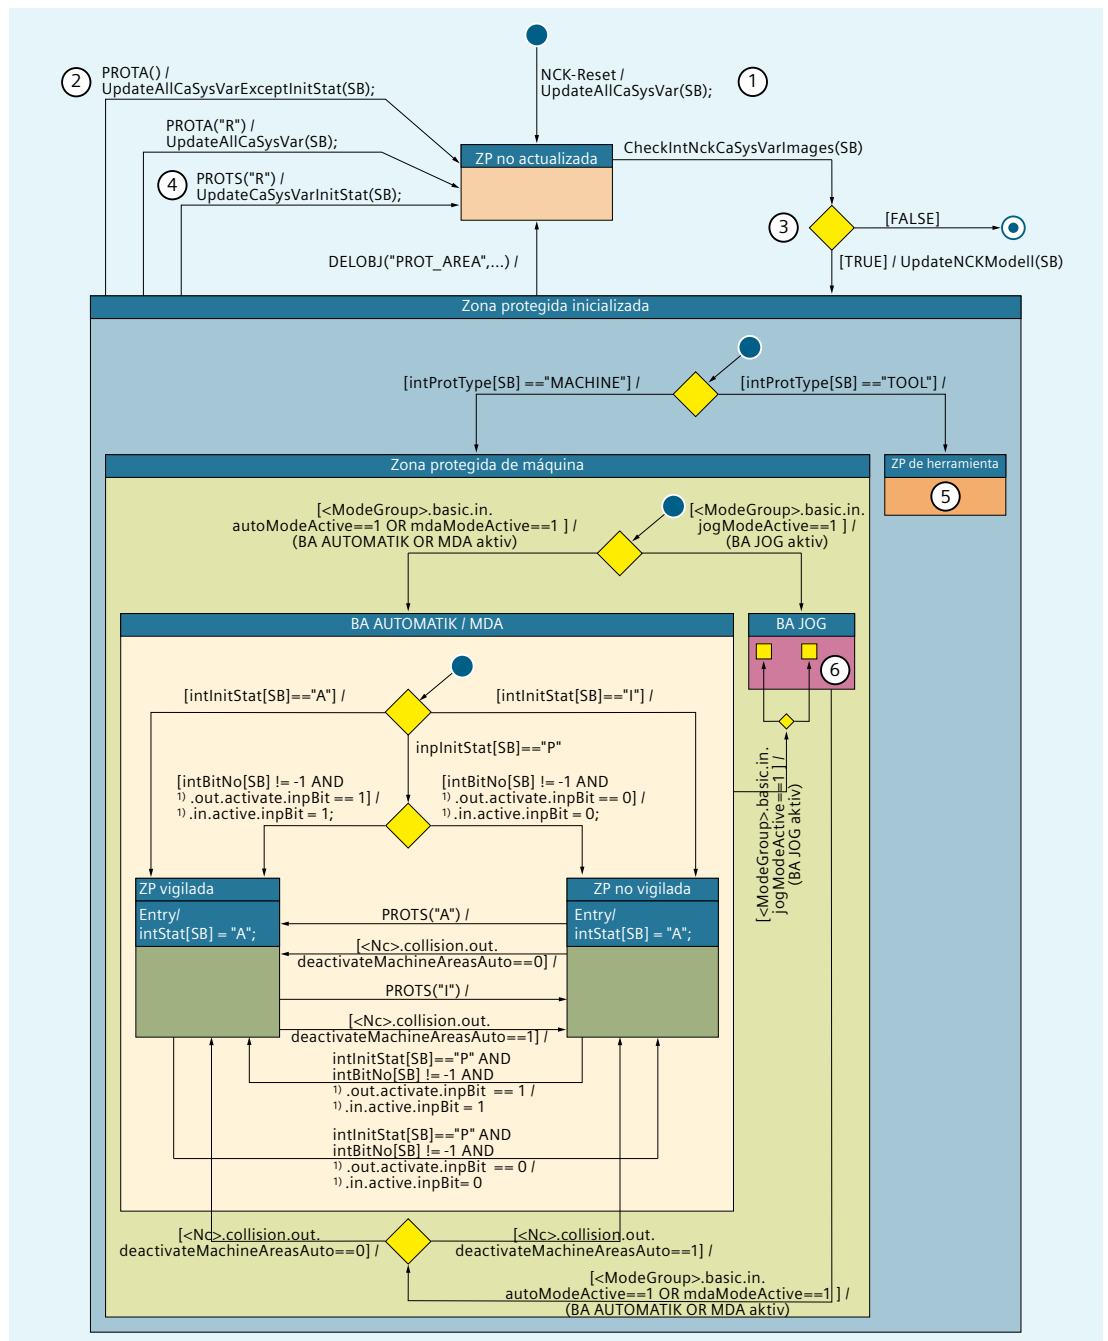 NCK-Reset /
UpdateAllCaSysVar(SB);
1
2
PROTA() /
UpdateAllCaSysVarExceptInitStat(SB);
PROTA("R") /
UpdateAllCaSysVar(SB);
4
PROTS("R") /
UpdateCaSysVarInitStat(SB);
ZP no actualizada
CheckIntNckCaSysVarImages(SB)
3
[FALSE]
[TRUE] / UpdateNCKModell(SB)
DELOBJ("PROT_AREA",...) /
Zona protegida inicializada
[intProtType[SB] =="MACHINE"] /
[intProtType[SB] =="TOOL"] /
Zona protegida de máquina
ZP de herramienta
5
[<ModeGroup>.basic.in.
autoModeActive==1 OR mdaModeActive==1 ] /
(BA AUTOMATIK OR MDA aktiv)
[<ModeGroup>.basic.in.
jogModeActive==1 ] /
(BA JOG aktiv)
BA AUTOMATIK / MDA
BA JOG
6
[intInitStat[SB]=="A"] /
[intInitStat[SB]=="I"] /
inpInitStat[SB]=="P"
[intBitNo[SB] != -1 AND
1) .out.activate.inpBit == 1] /
1) .in.active.inpBit = 1;
[intBitNo[SB] != -1 AND
1) .out.activate.inpBit == 0] /
1) .in.active.inpBit = 0;
[<ModeGroup>.basic.in.
jogModeActive==1 ] /
(BA JOG aktiv)
ZP vigilada
Entry/
intStat[SB] = "A";
ZP no vigilada
Entry/
intStat[SB] = "A";
PROTS("A") /
[<Nc>.collision.out.
deactivateMachineAreasAuto==0] /
PROTS("I") /
[<Nc>.collision.out.
deactivateMachineAreasAuto==1] /
intInitStat[SB]=="P" AND
intBitNo[SB] != -1 AND
1) .out.activate.inpBit == 1 /
1) .in.active.inpBit = 1
intInitStat[SB]=="P" AND
intBitNo[SB] != -1 AND
1) .out.activate.inpBit == 0 /
1) .in.active.inpBit= 0
[<Nc>.collision.out.
deactivateMachineAreasAuto==0] /
[<Nc>.collision.out.
deactivateMachineAreasAuto==1] /
[<ModeGroup>.basic.in.
autoModeActive==1 OR mdaModeActive==1 ] /
(BA AUTOMATIK OR MDA aktiv)